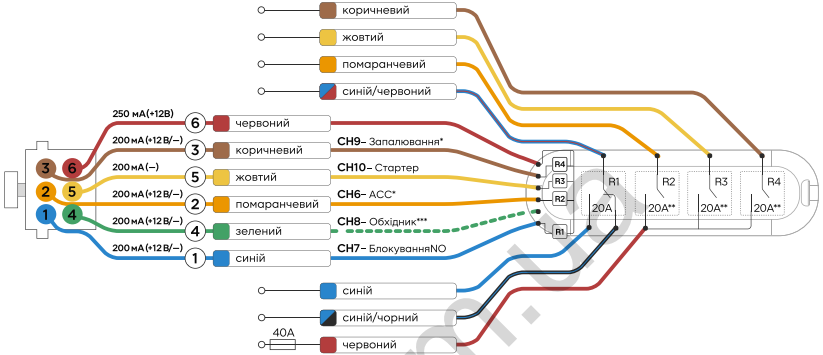 коричневий
жовтий
помаранчевий
синій/червоний
250 мА(+12В)
6 червоний
200 мА(+12 В/–)
3 коричневий
CH9– Запалювання*
200 мА(–)
5 жовтий
CH10– Стартер
200 мА(+12В/–)
2 помаранчевий
CH6– ACC*
200 мА(+12В/–)
4 зелений
CH8– Обхідник***
200 мА(+12В/–)
1 синій
CH7– БлокуванняNO
3 6
2 5
1 4
R4
R3
R2
R1
R1 R2 R3 R4
20A 20A** 20A** 20A**
синій
синій/чорний
40A
червоний
m.ua